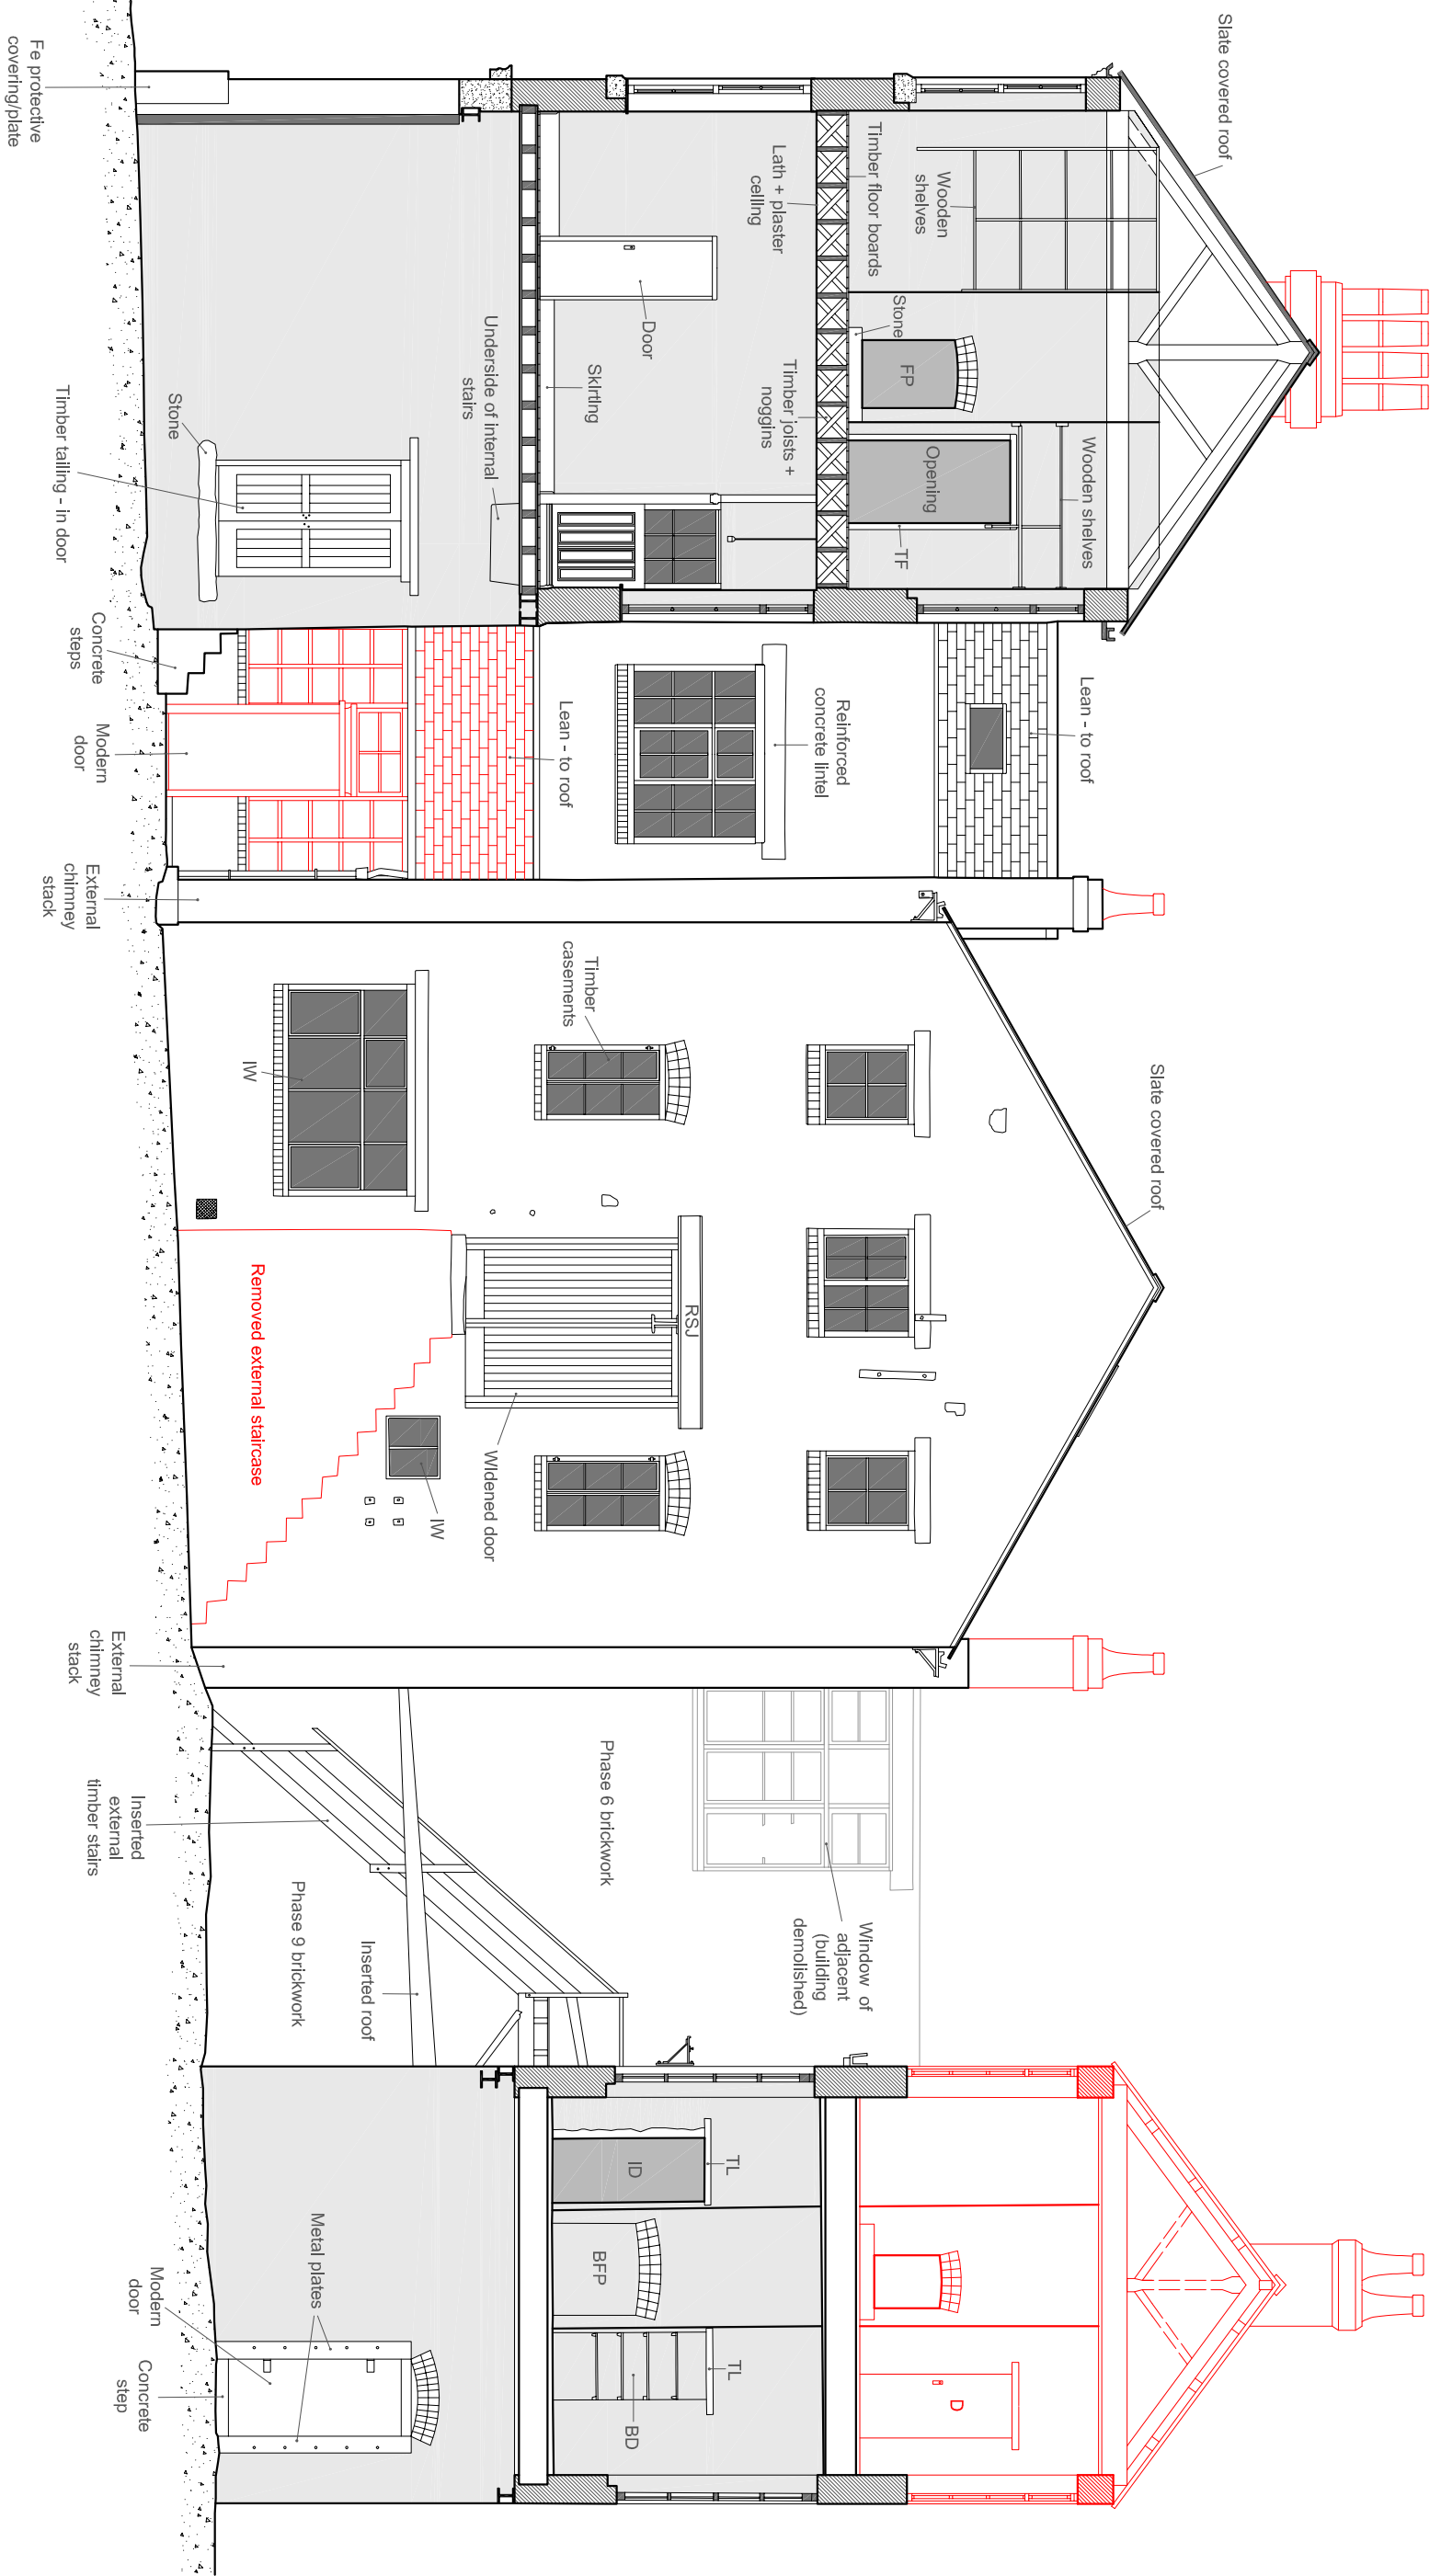 Slate covered roof
Wooden
shelves
Timber floor boards
Lath + plaster
ceiling
Stone
FP
Opening
TF
Wooden shelves
Timber joists +
noggins
Door
Skirting
Underside of internal
stairs
Stone
Timber tailing - in door
Fe protective
covering/plate
Lean - to roof
Reinforced
concrete lintel
Lean - to roof
Concrete
steps
Modern
door
External
chimney
stack
Slate covered roof
Timber
casements
IW
RSJ
Widened door
IW
Removed external staircase
External
chimney
stack
Window of
adjacent
(building
demolished)
Phase 6 brickwork
Inserted roof
Phase 9 brickwork
Inserted
external
timber stairs
D
TL
ID
BFP
TL
BD
Metal plates
Modern
door
Concrete
step